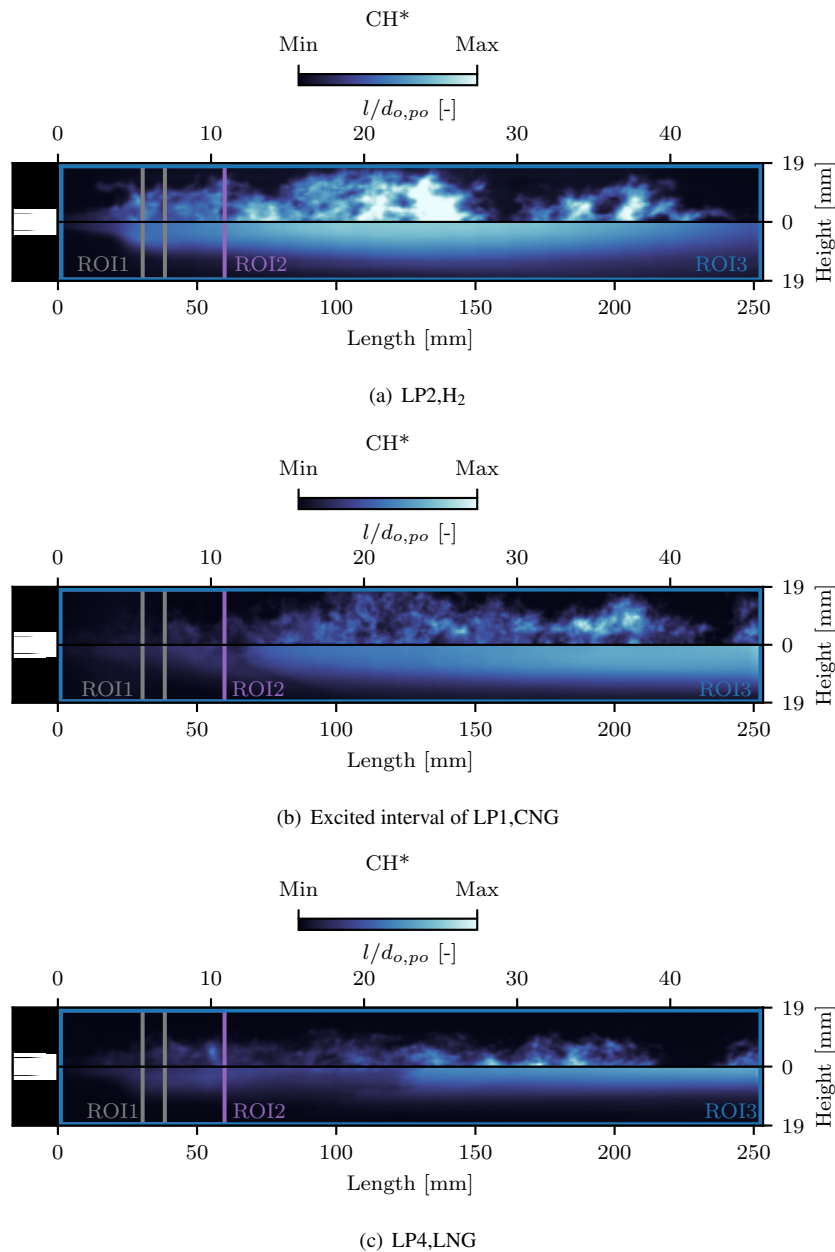 CH*
Min Max
l/d_{o,po} [-]
0 10 20 30 40
19
0
19
Height [mm]
ROI1 ROI2 ROI3
0 50 100 150 200 250
Length [mm]
(a) LP2,H₂
CH*
Min Max
l/d_{o,po} [-]
0 10 20 30 40
19
0
19
Height [mm]
ROI1 ROI2 ROI3
0 50 100 150 200 250
Length [mm]
(b) Excited interval of LP1,CNG
CH*
Min Max
l/d_{o,po} [-]
0 10 20 30 40
19
0
19
Height [mm]
ROI1 ROI2 ROI3
0 50 100 150 200 250
Length [mm]
(c) LP4,LNG